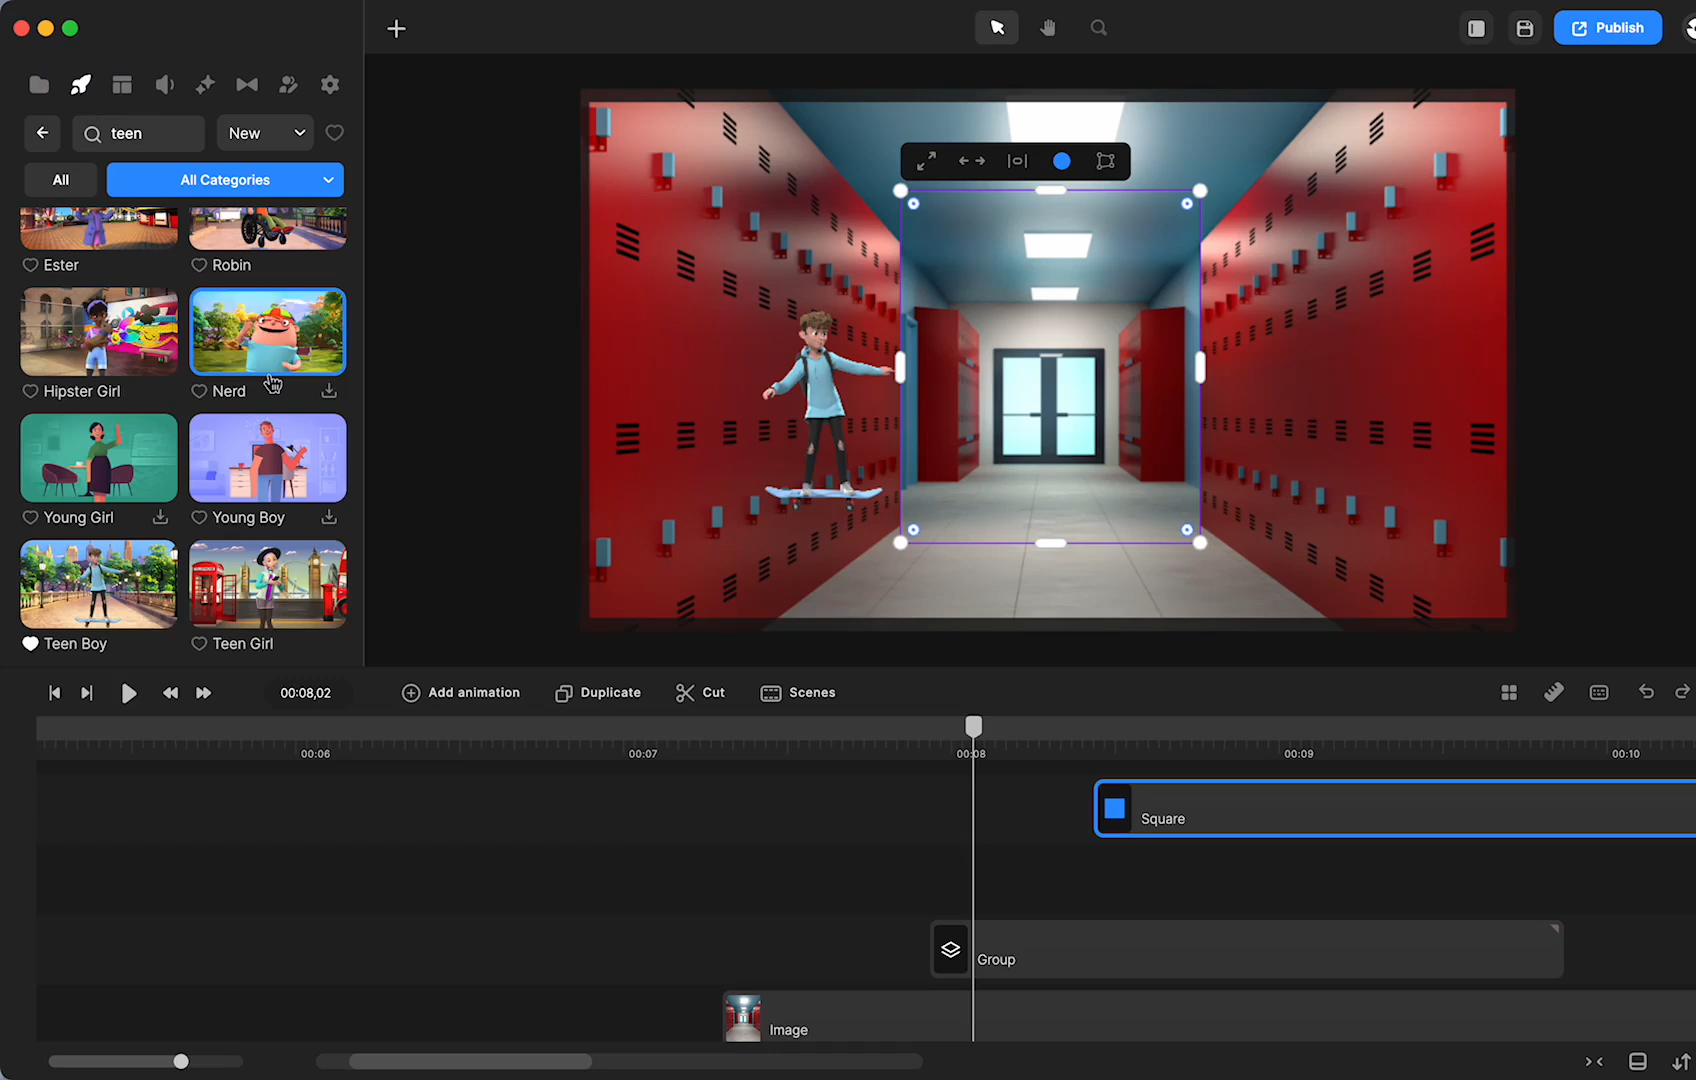 Publish
teen
New
All
All Categories
Ester
Robin
Hipster Girl
Nerd
Young Girl
Young Boy
Teen Boy
Teen Girl
00:08,02
Add animation
Duplicate
Cut
Scenes
00:06
00:07
00:08
00:09
00:10
Square
Group
Image